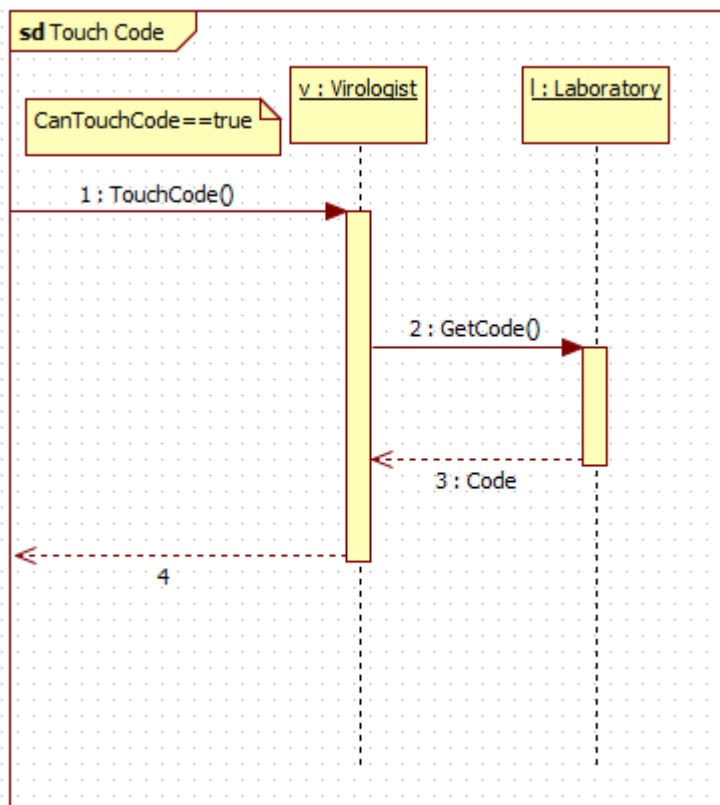 sd Touch Code
v : Virologist
l : Laboratory
CanTouchCode==true
1 : TouchCode()
2 : GetCode()
3 : Code
4